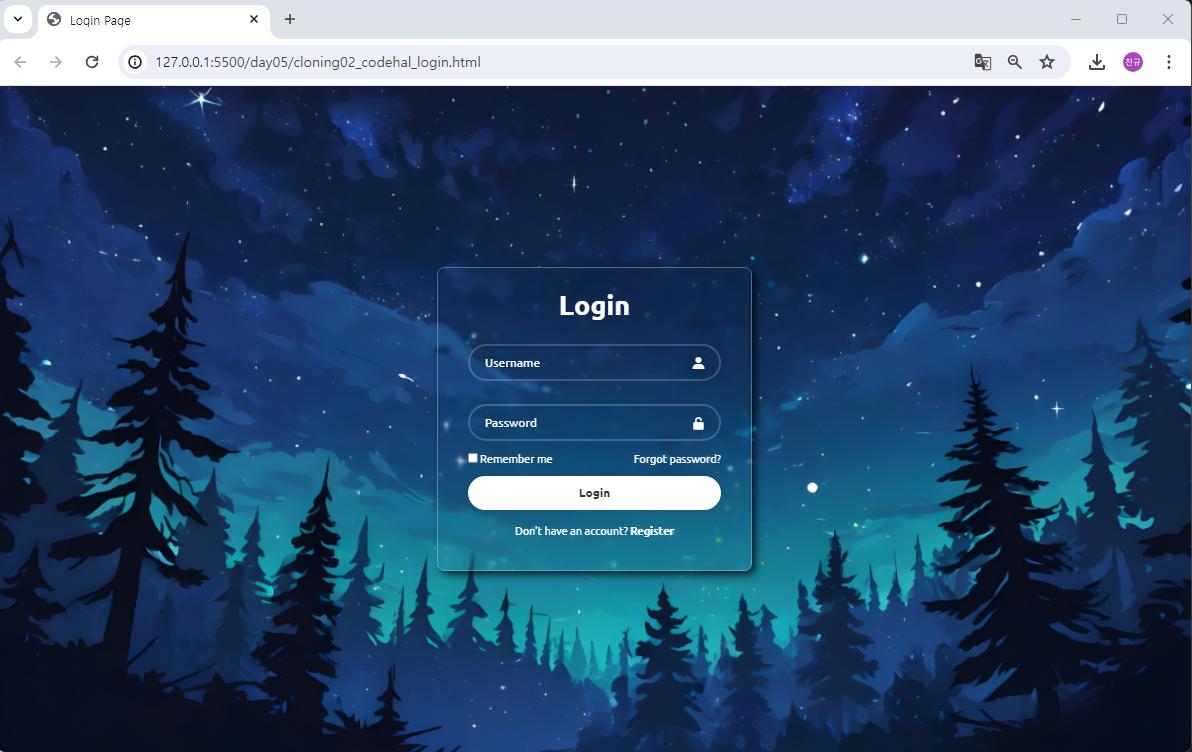 Login Page
127.0.0.1:5500/day05/cloning02_codehal_login.html
찬규
Login
Username
Password
Remember me Forgot password?
Login
Don't have an account? Register